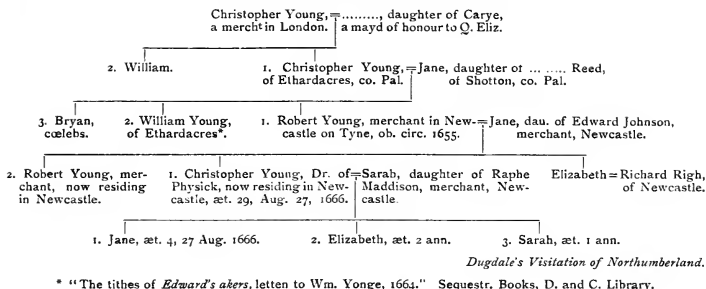 Christopher Young,=........., daughter of Carye,
a mercht in London. a mayd of honour to Q. Eliz.
2. William. 1. Christopher Young,=Jane, daughter of ... ..... Reed,
of Ethardacres, co. Pal. of Shotton, co. Pal.
3. Bryan, 2. William Young, 1. Robert Young, merchant in New-=Jane, dau. of Edward Johnson,
cœlebs. of Ethardacres*. castle on Tyne, ob. circ. 1655. merchant, Newcastle.
2. Robert Young, mer- 1. Christopher Young, Dr. of=Sarab, daughter of Raphe Elizabeth=Richard Righ,
chant, now residing Physick, now residing in New- Maddison, merchant, New- of Newcastle.
in Newcastle. castle, æt. 29, Aug. 27, 1666. castle.
1. Jane, æt. 4, 27 Aug. 1666. 2. Elizabeth, æt. 2 ann. 3. Sarah, æt. 1 ann.
Dugdale's Visitation of Northumberland.
* "The tithes of Edward's akers, letten to Wm. Yonge, 1664." Sequestr. Books, D. and C. Library.